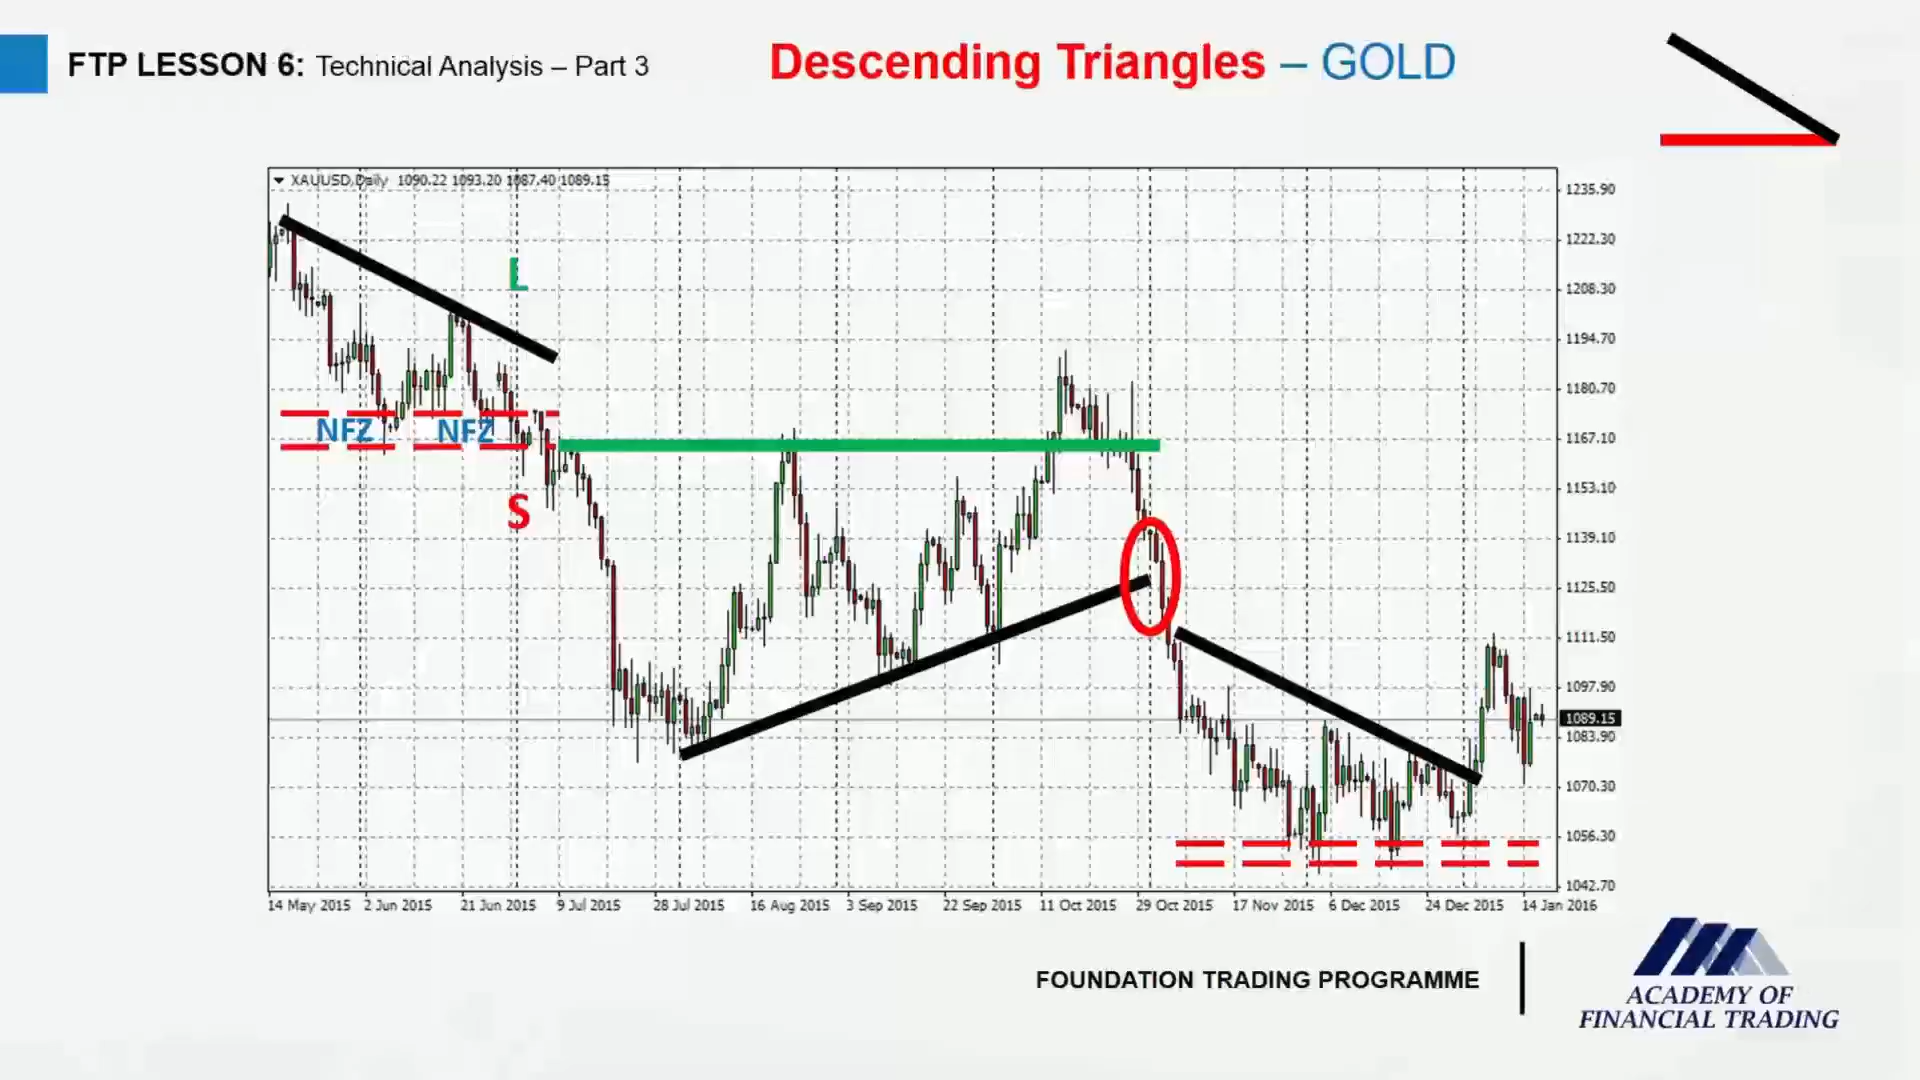 FTP LESSON 6: Technical Analysis – Part 3
Descending Triangles – GOLD
XAUUSD,Daily 1090.22 1093.20 1087.40 1089.15
1235.90
1222.30
L
1208.30
1194.70
1180.70
NFZ NFZ
1167.10
1153.10
S
1139.10
1125.50
1111.50
1097.90
1089.15
1083.90
1070.30
1056.30
1042.70
14 May 2015 2 Jun 2015 21 Jun 2015 9 Jul 2015 28 Jul 2015 16 Aug 2015 3 Sep 2015 22 Sep 2015 11 Oct 2015 29 Oct 2015 17 Nov 2015 6 Dec 2015 24 Dec 2015 14 Jan 2016
FOUNDATION TRADING PROGRAMME
ACADEMY OF
FINANCIAL TRADING